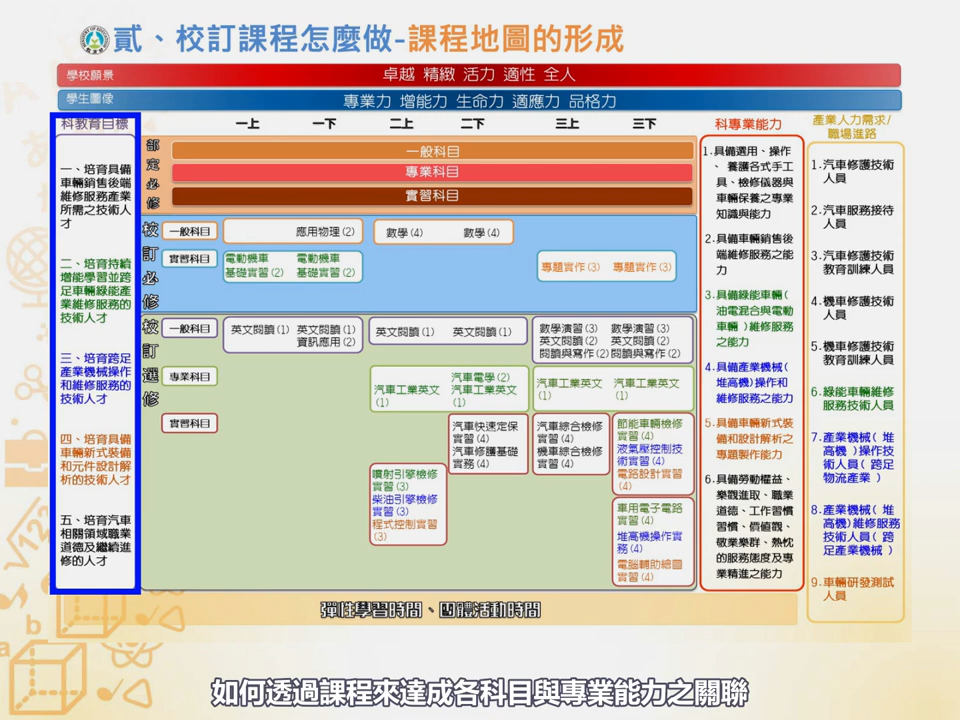 貳、校訂課程怎麼做-課程地圖的形成
學校願景
卓越 精緻 活力 適性 全人
學生圖像
專業力 增能力 生命力 適應力 品格力
科教育目標
一上
一下
二上
二下
三上
三下
科專業能力
產業人力需求/
職場進路
一、培育具備
車輛銷售後端
維修服務產業
所需之技術人
才
二、培育持續
增能學習並跨
足車輛綠能產
業維修服務的
技術人才
三、培育跨足
產業機械操作
和維修服務的
技術人才
四、培育具備
車輛新式裝備
和元件設計解
析的技術人才
五、培育汽車
相關領域職業
道德及繼續進
修的人才
部定必修
一般科目
專業科目
實習科目
校訂必修
一般科目
應用物理(2)
數學(4)
數學(4)
實習科目
電動機車
基礎實習(2)
電動機車
基礎實習(2)
專題實作(3)
專題實作(3)
校訂選修
一般科目
英文閱讀(1)
英文閱讀(1)
資訊應用(2)
英文閱讀(1)
英文閱讀(1)
數學演習(3)
英文閱讀(2)
閱讀與寫作(2)
數學演習(3)
英文閱讀(2)
閱讀與寫作(2)
專業科目
汽車工業英文
(1)
汽車電學(2)
汽車工業英文
(1)
汽車工業英文
(1)
汽車工業英文
(1)
實習科目
噴射引擎檢修
實習(3)
柴油引擎檢修
實習(3)
程式控制實習
(3)
汽車快速定保
實習(4)
汽車修護基礎
實務(4)
汽車綜合檢修
實習(4)
機車綜合檢修
實習(4)
節能車輛檢修
實習(4)
液氣壓控制技
術實習(4)
電路設計實習
(4)
車用電子電路
實習(4)
堆高機操作實
務(4)
電腦輔助繪圖
實習(4)
1.具備選用、操作
、養護各式手工
具、檢修儀器與
車輛保養之專業
知識與能力
2.具備車輛銷售後
端維修服務之能
力
3.具備綠能車輛(
油電混合與電動
車輛)維修服務
之能力
4.具備產業機械(
堆高機)操作和
維修服務之能力
5.具備車輛新式裝
備和設計解析之
專題製作能力
6.具備勞動權益、
樂觀進取、職業
道德、工作習慣
習慣、價值觀、
敬業樂群、熱忱
的服務態度及專
業精進之能力
1.汽車修護技術
人員
2.汽車服務接待
人員
3.汽車修護技術
教育訓練人員
4.機車修護技術
人員
5.機車修護技術
教育訓練人員
6.綠能車輛維修
服務技術人員
7.產業機械(堆
高機)操作技
術人員(跨足
物流產業)
8.產業機械(堆
高機)維修服務
技術人員(跨
足產業機械)
9.車輛研發測試
人員
彈性學習時間、團體活動時間
如何透過課程來達成各科目與專業能力之關聯